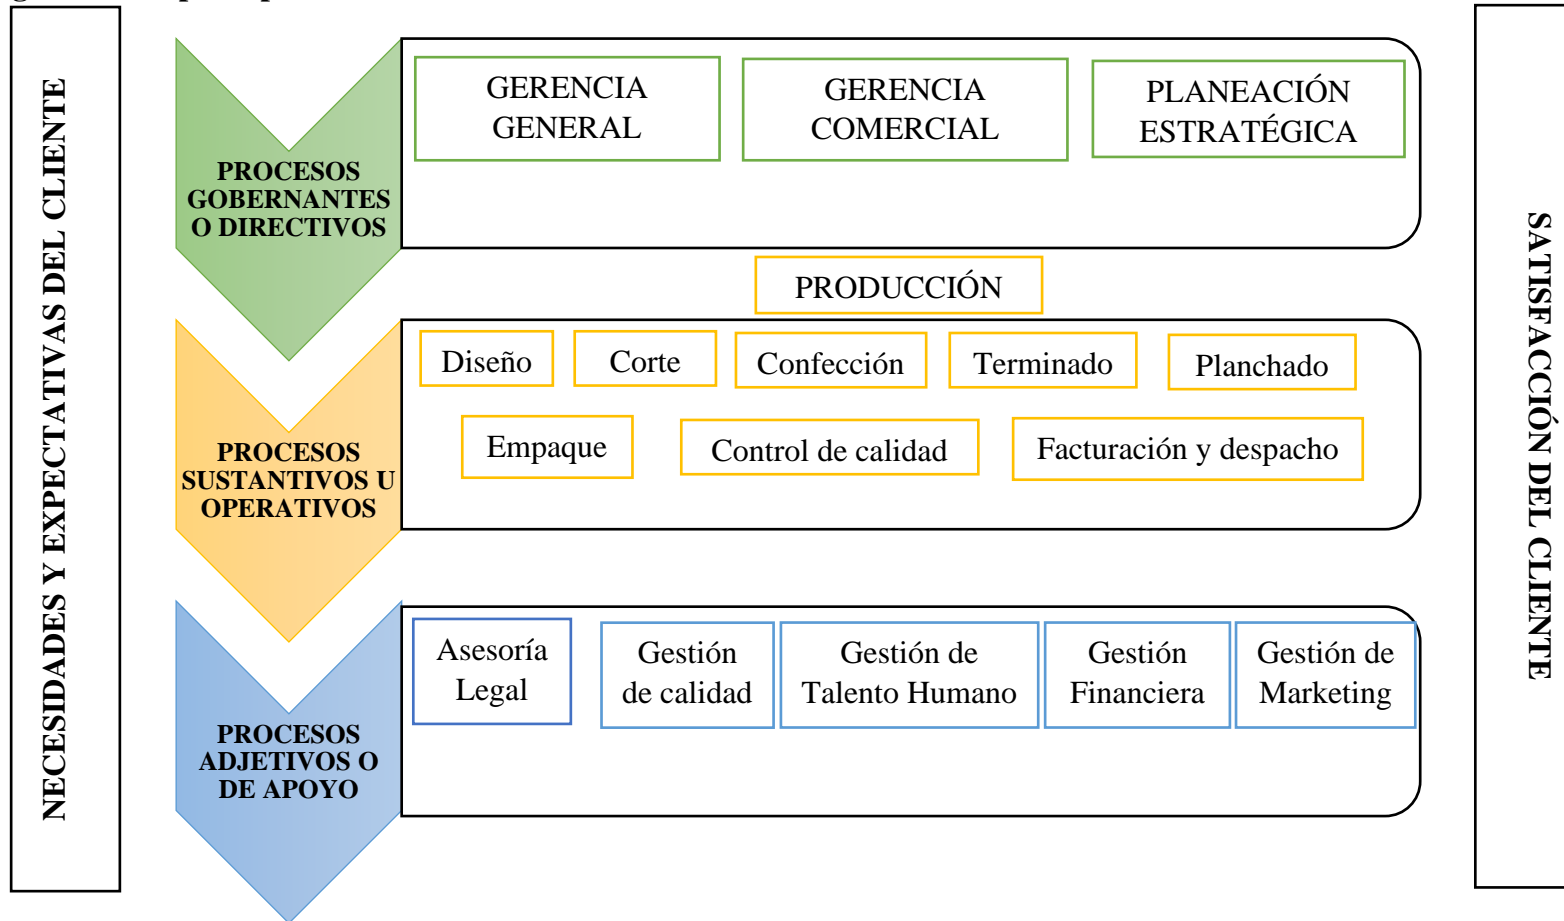 NECESIDADES Y EXPECTATIVAS DEL CLIENTE
PROCESOS
GOBERNANTES
O DIRECTIVOS
GERENCIA
GENERAL
GERENCIA
COMERCIAL
PLANEACIÓN
ESTRATÉGICA
PRODUCCIÓN
PROCESOS
SUSTANTIVOS U
OPERATIVOS
Diseño
Corte
Confección
Terminado
Planchado
Empaque
Control de calidad
Facturación y despacho
PROCESOS
ADJETIVOS O
DE APOYO
Asesoría
Legal
Gestión
de calidad
Gestión de
Talento Humano
Gestión
Financiera
Gestión de
Marketing
SATISFACCIÓN DEL CLIENTE